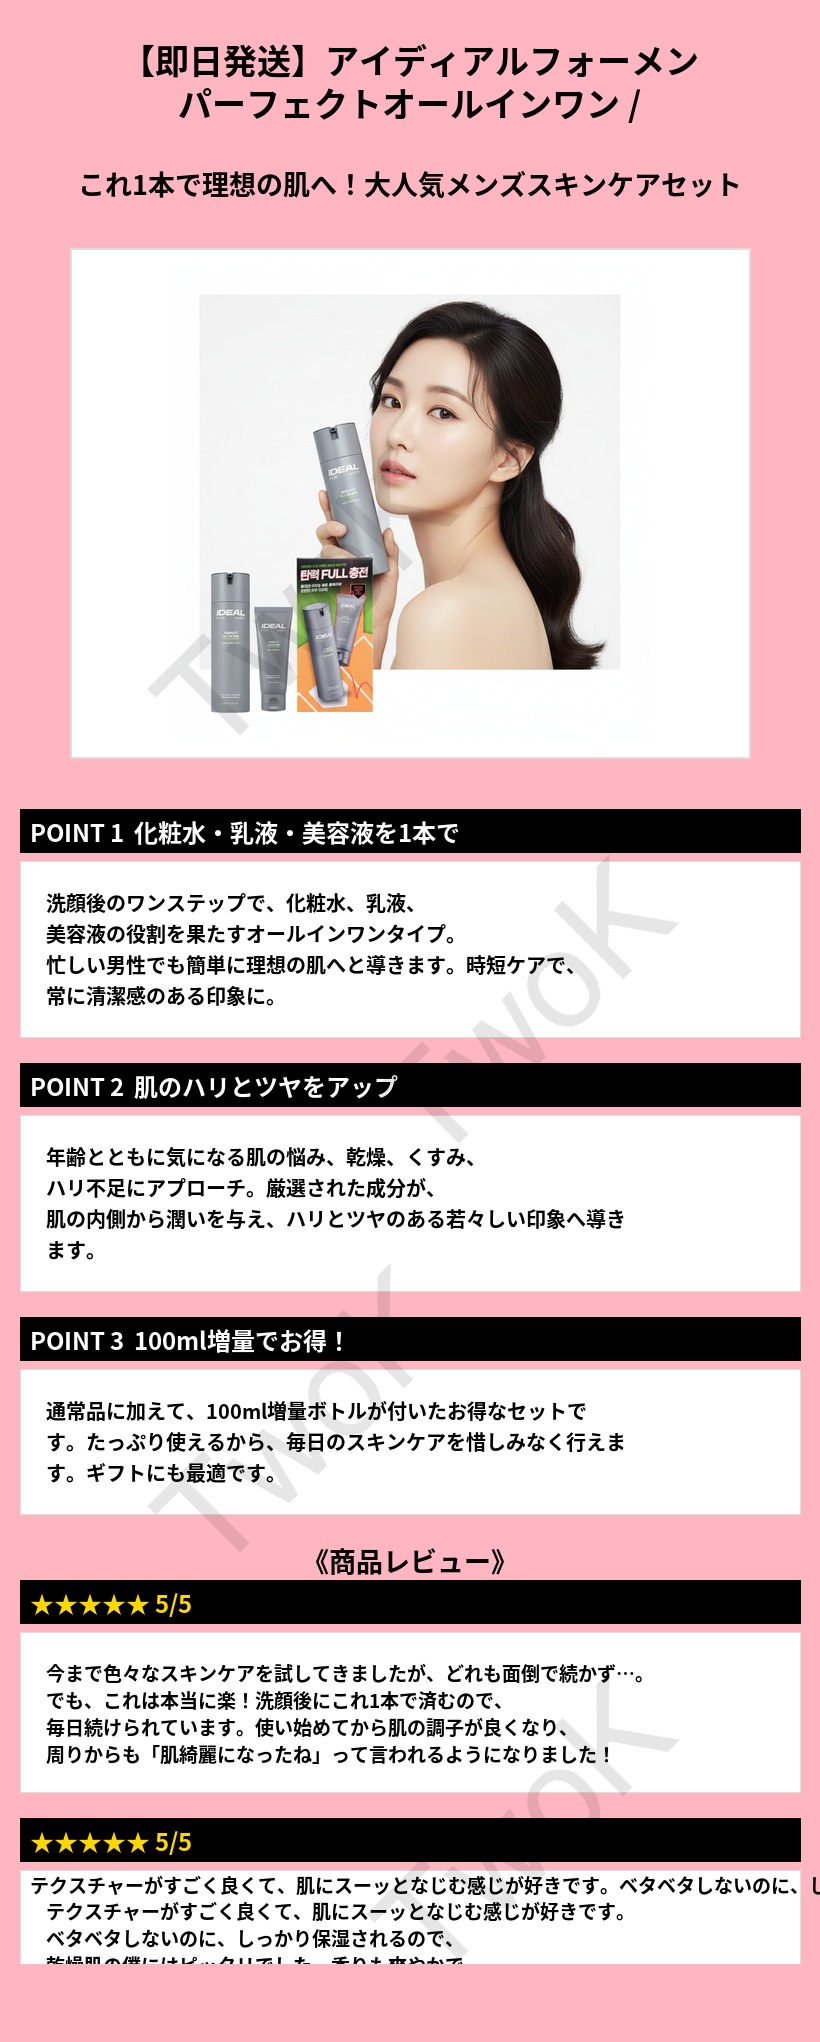 【即日発送】アイディアルフォーメン
パーフェクトオールインワン /
これ1本で理想の肌へ！大人気メンズスキンケアセット
IDEAL
탄력 FULL 충전
IDEAL
IDEAL
IDEAL
POINT 1 化粧水・乳液・美容液を1本で
洗顔後のワンステップで、化粧水、乳液、
美容液の役割を果たすオールインワンタイプ。
忙しい男性でも簡単に理想の肌へと導きます。時短ケアで、
常に清潔感のある印象に。
POINT 2 肌のハリとツヤをアップ
年齢とともに気になる肌の悩み、乾燥、くすみ、
ハリ不足にアプローチ。厳選された成分が、
肌の内側から潤いを与え、ハリとツヤのある若々しい印象へ導き
ます。
POINT 3 100ml増量でお得！
通常品に加えて、100ml増量ボトルが付いたお得なセットで
す。たっぷり使えるから、毎日のスキンケアを惜しみなく行えま
す。ギフトにも最適です。
《商品レビュー》
★★★★★ 5/5
今まで色々なスキンケアを試してきましたが、どれも面倒で続かず…。
でも、これは本当に楽！洗顔後にこれ1本で済むので、
毎日続けられています。使い始めてから肌の調子が良くなり、
周りからも「肌綺麗になったね」って言われるようになりました！
★★★★★ 5/5
テクスチャーがすごく良くて、肌にスーッとなじむ感じが好きです。ベタベタしないのに、し
テクスチャーがすごく良くて、肌にスーッとなじむ感じが好きです。
ベタベタしないのに、しっかり保湿されるので、
乾燥肌の僕にはピッタリでした。香りも爽やかで、
TwoK
TwoK
TwoK
TwoK